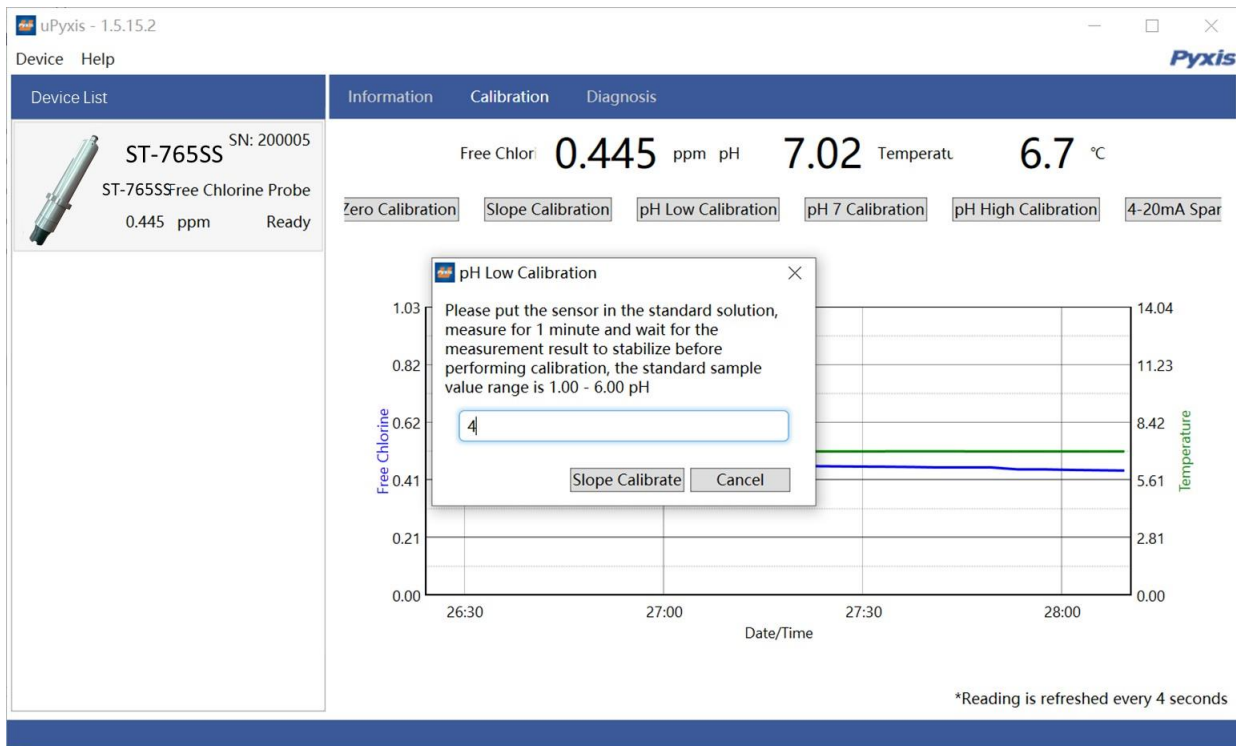 uPyxis - 1.5.15.2
Device Help
Pyxis
Device List
Information Calibration Diagnosis
SN: 200005
ST-765SS
ST-765SSFree Chlorine Probe
0.445 ppm Ready
Free Chlori 0.445 ppm pH 7.02 Temperatu 6.7 °C
Zero Calibration Slope Calibration pH Low Calibration pH 7 Calibration pH High Calibration 4-20mA Span
pH Low Calibration
Please put the sensor in the standard solution,
measure for 1 minute and wait for the
measurement result to stabilize before
performing calibration, the standard sample
value range is 1.00 - 6.00 pH
4
Slope Calibrate Cancel
1.03 14.04
0.82 11.23
0.62 8.42
0.41 5.61
0.21 2.81
0.00 0.00
Free Chlorine
Temperature
26:30 27:00 27:30 28:00
Date/Time
*Reading is refreshed every 4 seconds